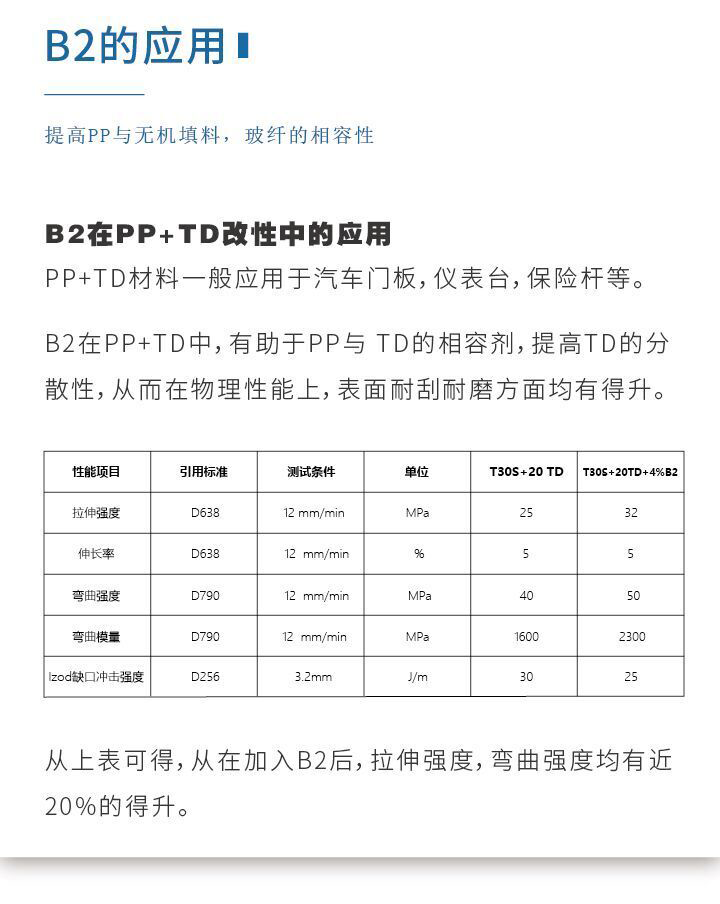 B2的应用
提高PP与无机填料，玻纤的相容性
B2在PP+TD改性中的应用
PP+TD材料一般应用于汽车门板，仪表台，保险杆等。
B2在PP+TD中，有助于PP与 TD的相容剂，提高TD的分
散性，从而在物理性能上，表面耐刮耐磨方面均有得升。
性能项目 引用标准 测试条件 单位 T30S+20 TD T30S+20TD+4%B2
拉伸强度 D638 12 mm/min MPa 25 32
伸长率 D638 12 mm/min % 5 5
弯曲强度 D790 12 mm/min MPa 40 50
弯曲模量 D790 12 mm/min MPa 1600 2300
Izod缺口冲击强度 D256 3.2mm J/m 30 25
从上表可得，从在加入B2后，拉伸强度，弯曲强度均有近
20%的得升。